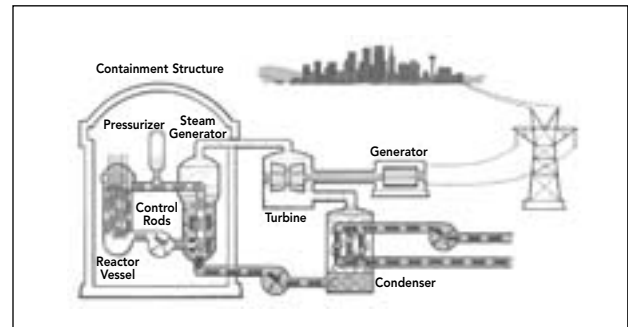 Containment Structure
Pressurizer
Steam
Generator
Generator
Control
Rods
Turbine
Reactor
Vessel
Condenser